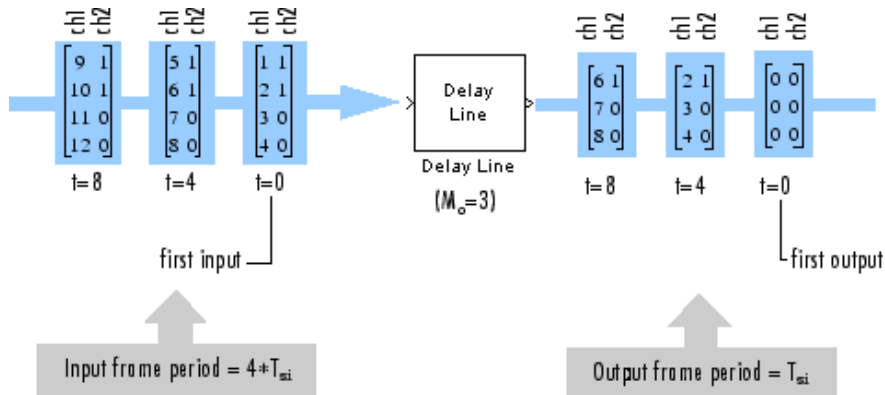 ch1 ch2 ch1 ch2 ch1 ch2 ch1 ch2 ch1 ch2 ch1 ch2
9 1 5 1 1 1 6 1 2 1 0 0
10 1 6 1 2 1 Delay 7 0 3 0 0 0
11 0 7 0 3 0 Line 8 0 4 0 0 0
12 0 8 0 4 0
Delay Line
t=8 t=4 t=0 t=8 t=4 t=0
(Mo=3)
first input first output
Input frame period = 4*Tsi Output frame period = Tsi